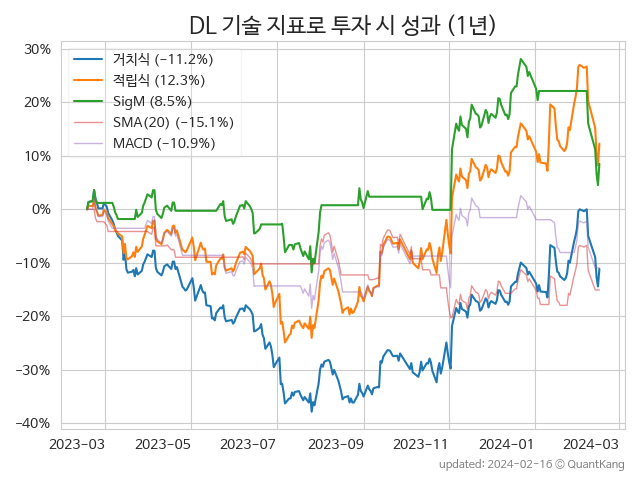 DL 기술 지표로 투자 시 성과 (1년)
30%
20%
10%
0%
−10%
−20%
−30%
−40%
거치식 (−11.2%)
적립식 (12.3%)
SigM (8.5%)
SMA(20) (−15.1%)
MACD (−10.9%)
2023−03 2023−05 2023−07 2023−09 2023−11 2024−01 2024−03
updated: 2024-02-16 © QuantKang